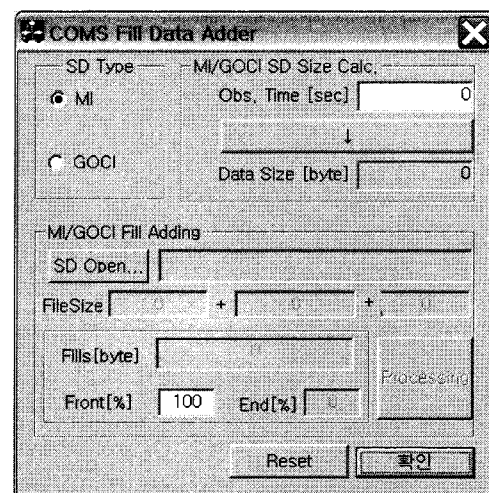 COMS Fill Data Adder
SD Type
MI
GOCI
MI/GOCI SD Size Calc.
Obs. Time [sec] 0
↓
Data Size [byte] 0
MI/GOCI Fill Adding
SD Open...
FileSize 0 + 0 + 0
Fills[byte] 0
Front[%] 100 End[%] 0
Processing
Reset 확인